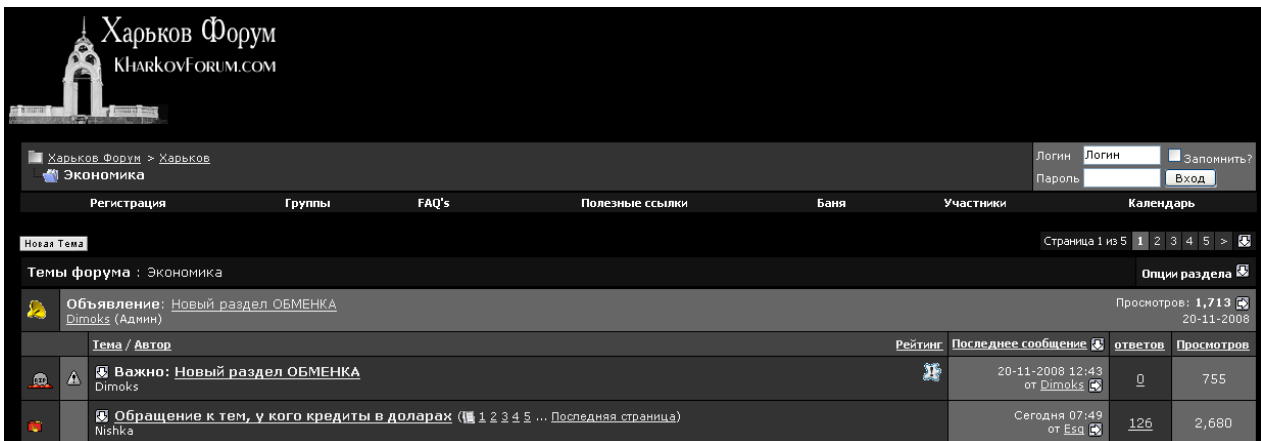 Харьков Форум
KharkovForum.com
Харьков Форум > Харьков
Экономика
Логин Логин Запомнить?
Пароль Вход
Регистрация Группы FAQ's Полезные ссылки Баня Участники Календарь
Новая Тема
Страница 1 из 5 1 2 3 4 5 >
Темы форума : Экономика Опции раздела
Объявление: Новый раздел ОБМЕНКА Просмотров: 1,713
Dimoks (Админ) 20-11-2008
Тема / Автор Рейтинг Последнее сообщение ответов Просмотров
Важно: Новый раздел ОБМЕНКА 20-11-2008 12:43 0 755
Dimoks от Dimoks
Обращение к тем, у кого кредиты в доларах ( 1 2 3 4 5 ... Последняя страница) Сегодня 07:49 126 2,680
Nishka от Esq